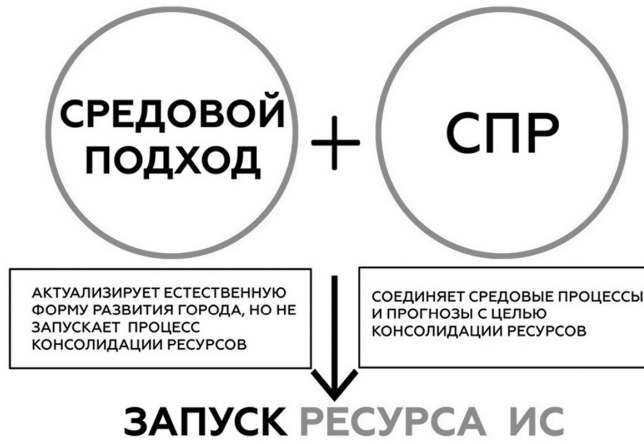 СРЕДОВОЙ
ПОДХОД
+
СПР
АКТУАЛИЗИРУЕТ ЕСТЕСТВЕННУЮ
ФОРМУ РАЗВИТИЯ ГОРОДА, НО НЕ
ЗАПУСКАЕТ ПРОЦЕСС
КОНСОЛИДАЦИИ РЕСУРСОВ
СОЕДИНЯЕТ СРЕДОВЫЕ ПРОЦЕССЫ
И ПРОГНОЗЫ С ЦЕЛЬЮ
КОНСОЛИДАЦИИ РЕСУРСОВ
ЗАПУСК РЕСУРСА ИС